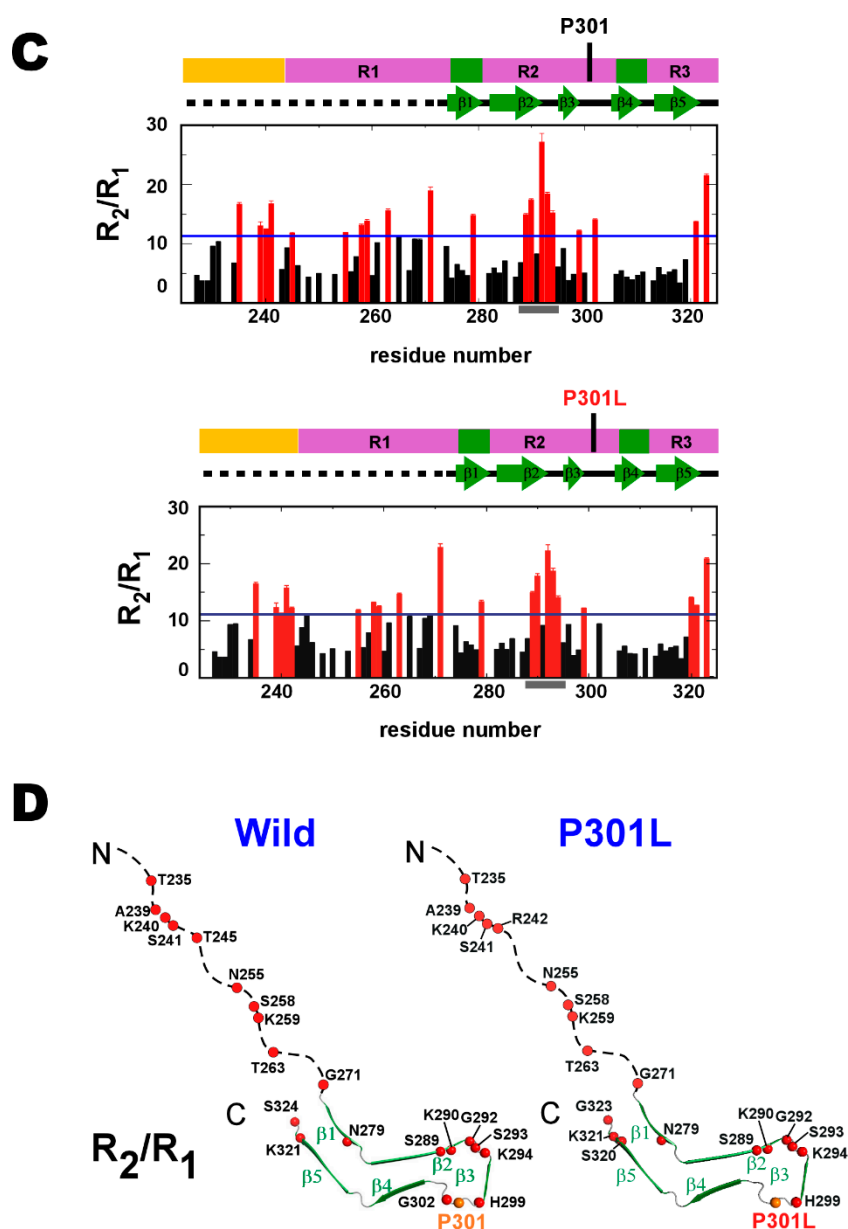 C
P301
R1 R2 R3
β1 β2 β3 β4 β5
30
20
10
0
R2/R1
240 260 280 300 320
residue number
P301L
R1 R2 R3
β1 β2 β3 β4 β5
30
20
10
0
R2/R1
240 260 280 300 320
residue number
D
Wild P301L
N N
T235 T235
A239 A239
K240 K240
S241 S241
T245 R242
N255 N255
S258 S258
K259 K259
T263 T263
G271 G271
C C
S324 G323
K321 K321
S320
N279 N279
S289 S289
K290 K290
G292 G292
S293 S293
K294 K294
β1 β1
β2 β2
β3 β3
β4 β4
β5 β5
R2/R1
G302
H299 H299
P301 P301L